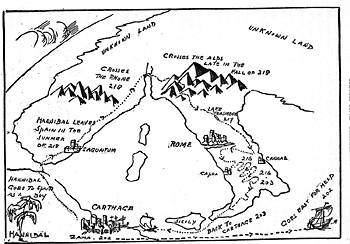 UNKNOWN LAND
UNKNOWN LAND
CROSSES THE ALPS
LATE IN THE
FALL OF 218
CROSSES
THE RHONE
218
HANNIBAL LEAVES
SPAIN IN THE
SUMMER
OF 218
SAGUNTUM
LAKE
217
ROME
CAPUA
216
216
203
CANNAE
HANNIBAL
GOES TO SPAIN
AS A
BOY
HANNIBAL
CARTHAGE
ZAMA 202
SICILY
BACK TO
CARTHAGE 203
GOES EAST FOR HELP